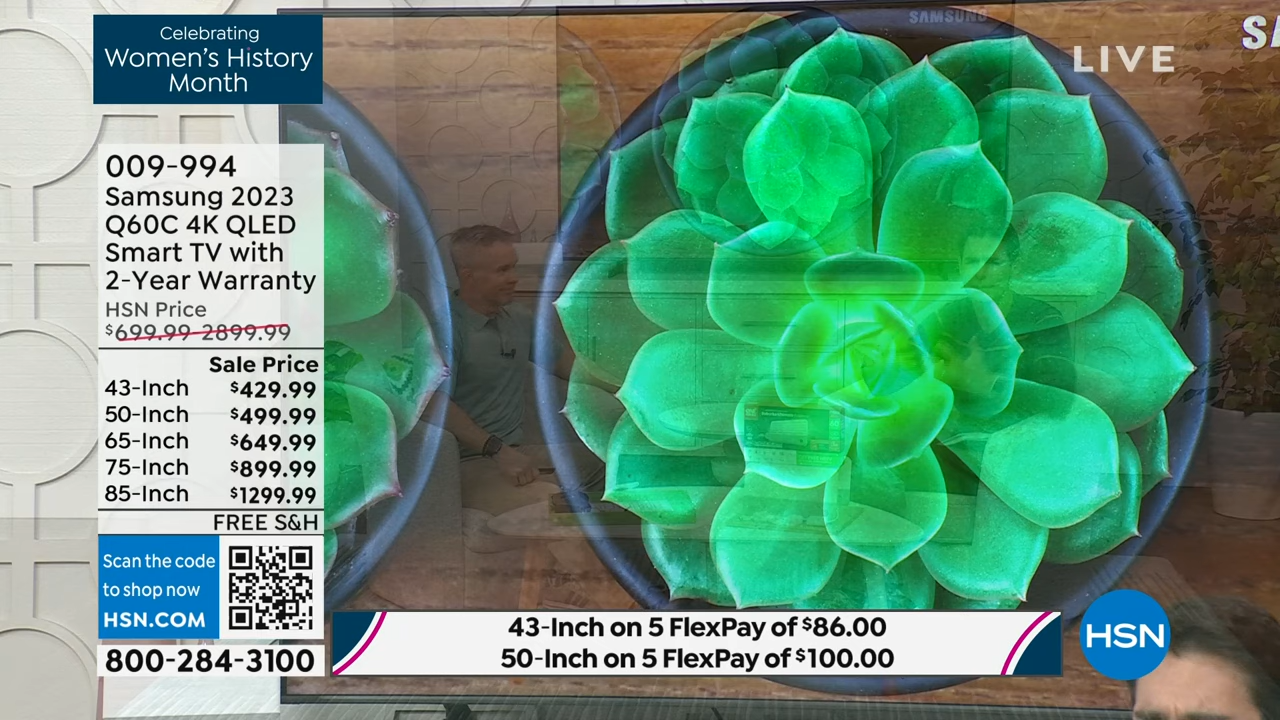 Celebrating
Women's History
Month
SAMSUNG
LIVE
009-994
Samsung 2023
Q60C 4K QLED
Smart TV with
2-Year Warranty
HSN Price
$699.99-2899.99
Sale Price
43-Inch $429.99
50-Inch $499.99
65-Inch $649.99
75-Inch $899.99
85-Inch $1299.99
FREE S&H
Scan the code
to shop now
HSN.COM
800-284-3100
43-Inch on 5 FlexPay of $86.00
50-Inch on 5 FlexPay of $100.00
HSN